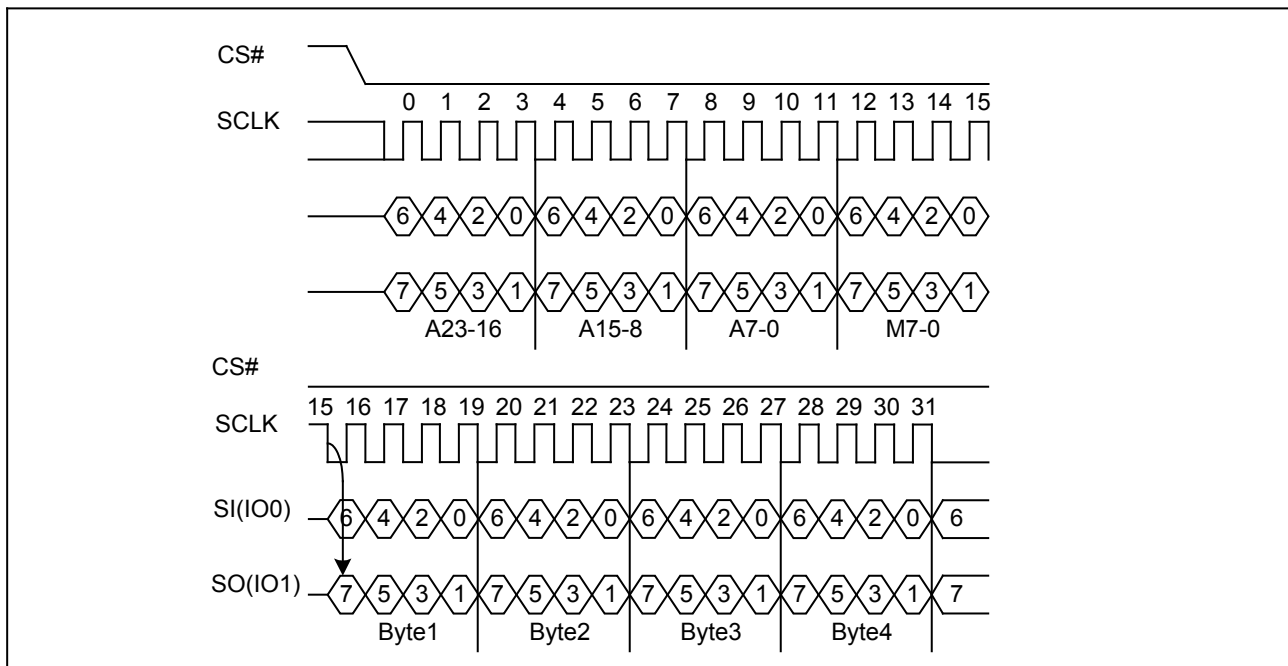 CS#
0 1 2 3 4 5 6 7 8 9 10 11 12 13 14 15
SCLK
6 4 2 0 6 4 2 0 6 4 2 0 6 4 2 0
7 5 3 1 7 5 3 1 7 5 3 1 7 5 3 1
A23-16 A15-8 A7-0 M7-0
CS#
15 16 17 18 19 20 21 22 23 24 25 26 27 28 29 30 31
SCLK
SI(IO0) 6 4 2 0 6 4 2 0 6 4 2 0 6 4 2 0 6
SO(IO1) 7 5 3 1 7 5 3 1 7 5 3 1 7 5 3 1 7
Byte1 Byte2 Byte3 Byte4